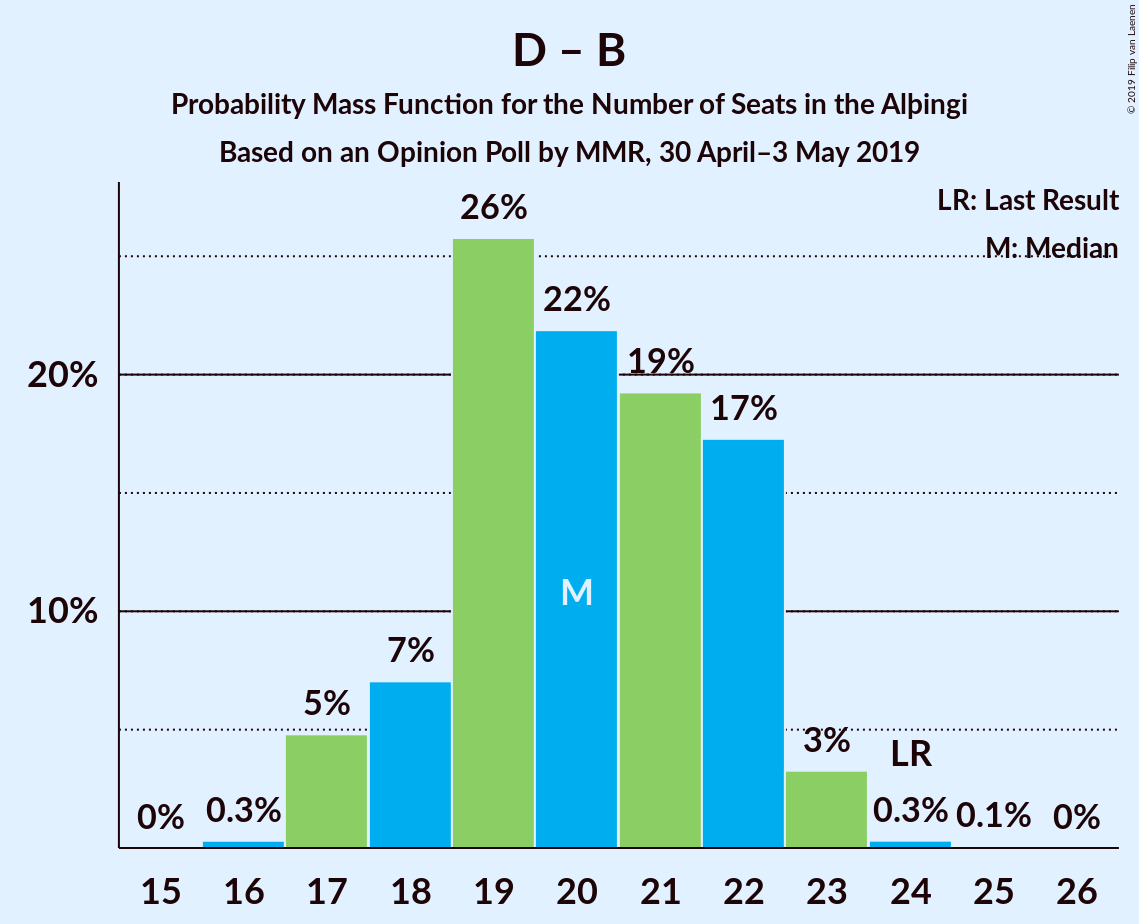 D – B
Probability Mass Function for the Number of Seats in the Alþingi
Based on an Opinion Poll by MMR, 30 April–3 May 2019
© 2019 Filip van Laenen
LR: Last Result
M: Median
26%
22%
19%
20%
17%
M
10%
7%
5%
3%
LR
0%
0.3%
0.3%
0.1%
0%
15 16 17 18 19 20 21 22 23 24 25 26